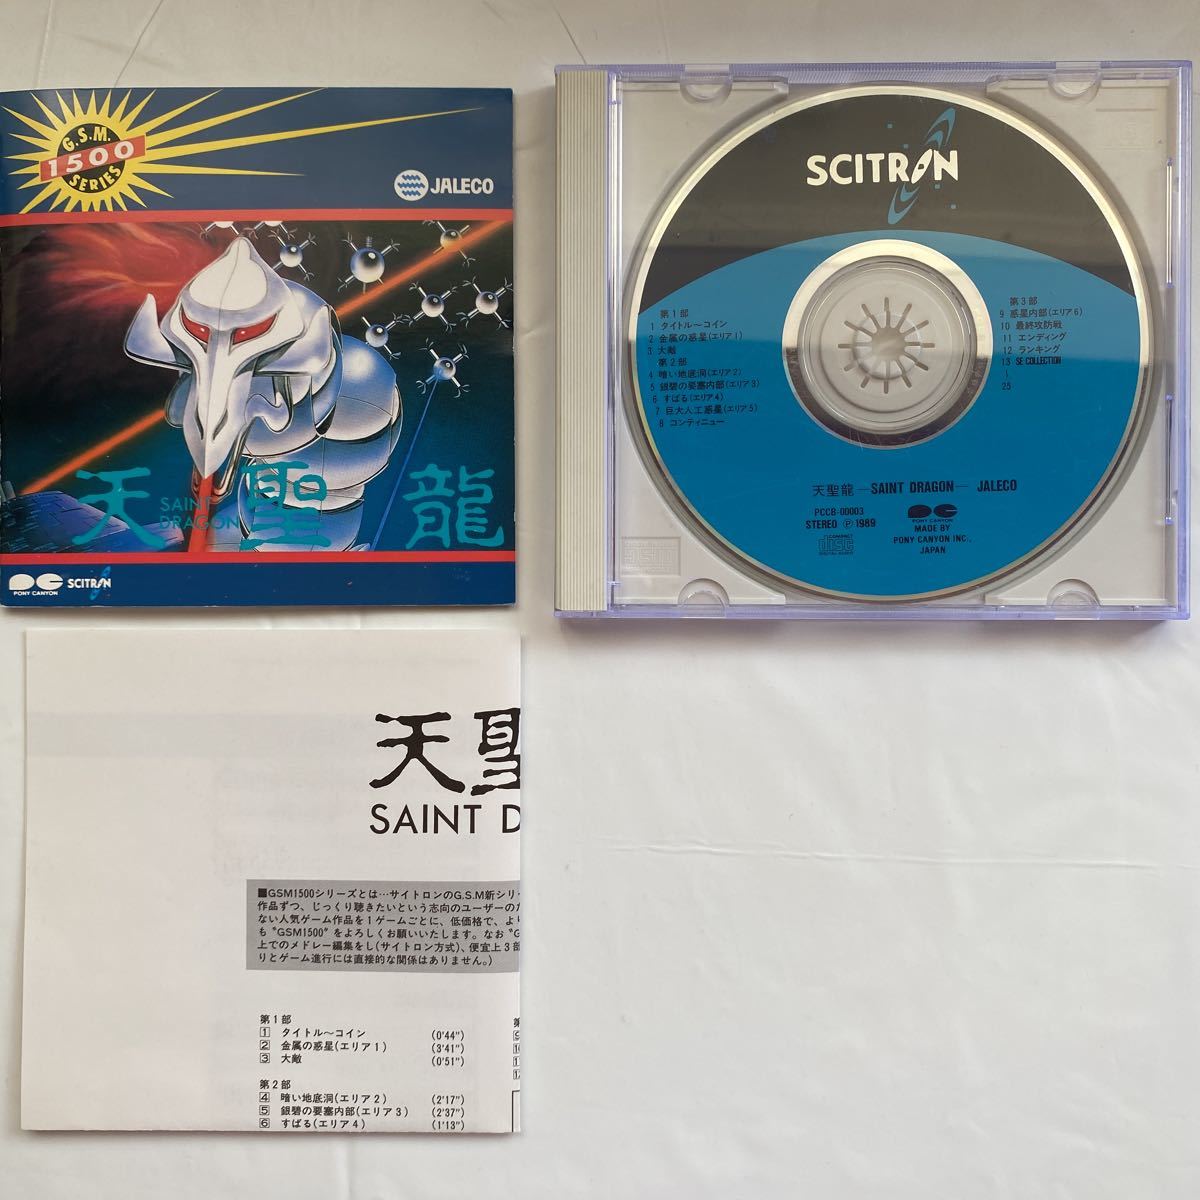 G.S.M.
1500
SERIES
JALECO
天聖龍
SAINT
DRAGON
PONY CANYON
SCITRON
SCITRON
第1部
1 タイトル〜コイン
2 金属の惑星(エリア1)
3 大敵
第2部
4 暗い地底洞(エリア2)
5 銀碧の要塞内部(エリア3)
6 すばる(エリア4)
7 巨大人工惑星(エリア5)
8 コンティニュー
第3部
9 惑星内部(エリア6)
10 最終攻防戦
11 エンディング
12 ランキング
13 SE COLLECTION
〜
25
天聖龍 —SAINT DRAGON— JALECO
PCCB-00003
STEREO Ⓟ1989
COMPACT
disc
DIGITAL AUDIO
PONY CANYON
MADE BY
PONY CANYON INC.,
JAPAN
天聖
SAINT D
■GSM1500シリーズとは…サイトロンのG.S.M新シリ
作品ずつ、じっくり聴きたいという志向のユーザーのた
ない人気ゲーム作品を1ゲームごとに、低価格で、より
も“GSM1500”をよろしくお願いいたします。なお“G
上でのメドレー編集をし(サイトロン方式)、便宜上3部
りとゲーム進行には直接的な関係はありません。)
第1部
1 タイトル〜コイン (0'44")
2 金属の惑星(エリア1) (3'41")
3 大敵 (0'51")
第2部
4 暗い地底洞(エリア2) (2'17")
5 銀碧の要塞内部(エリア3) (2'37")
6 すばる(エリア4) (1'13")